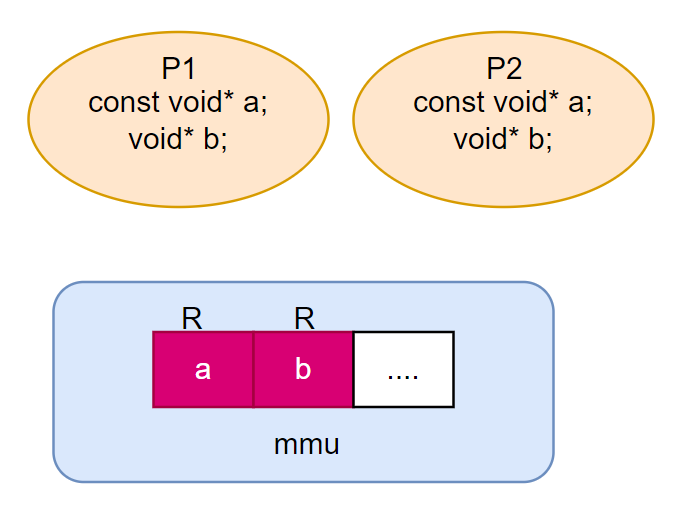 P1
const void* a;
void* b;
P2
const void* a;
void* b;
R R
a b ....
mmu